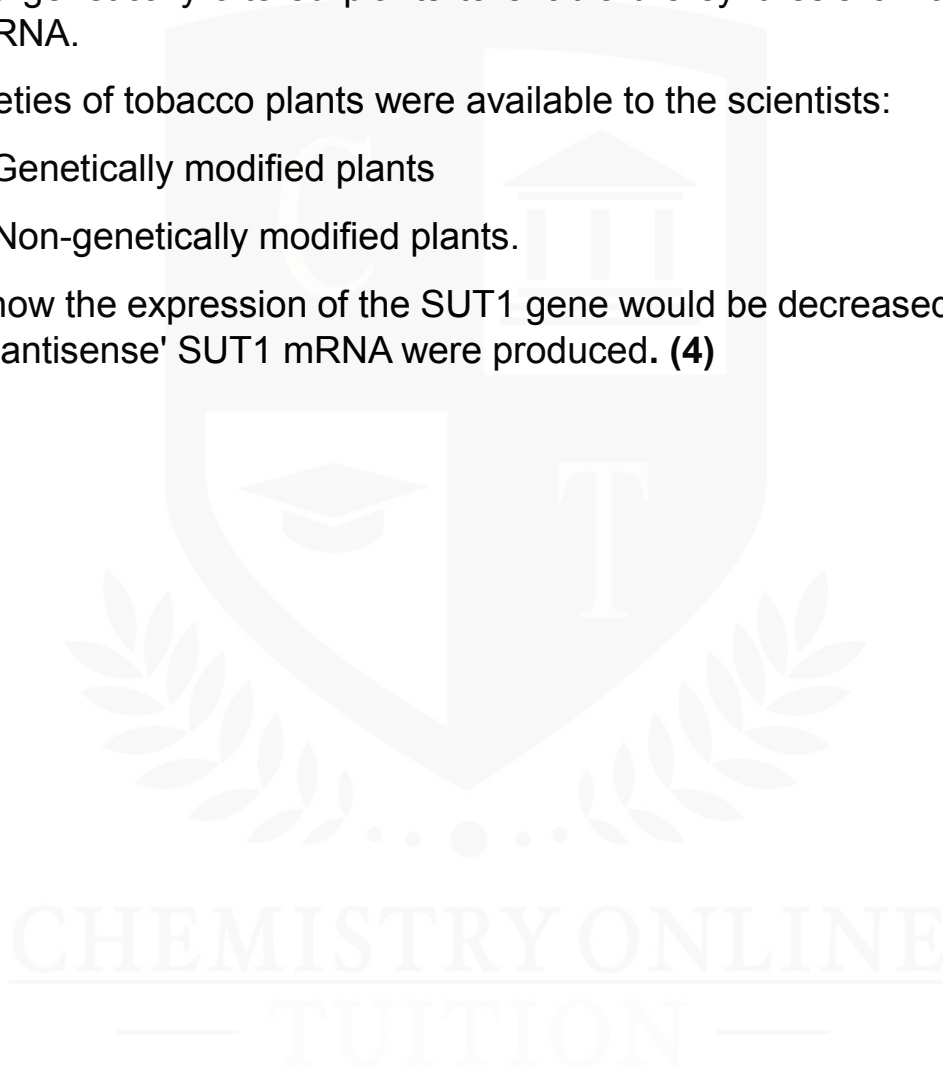 RNA.
eties of tobacco plants were available to the scientists:
Genetically modified plants
Non-genetically modified plants.
now the expression of the SUT1 gene would be decreased
antisense' SUT1 mRNA were produced. (4)
C
T
CHEMISTRY ONLINE
— TUITION —